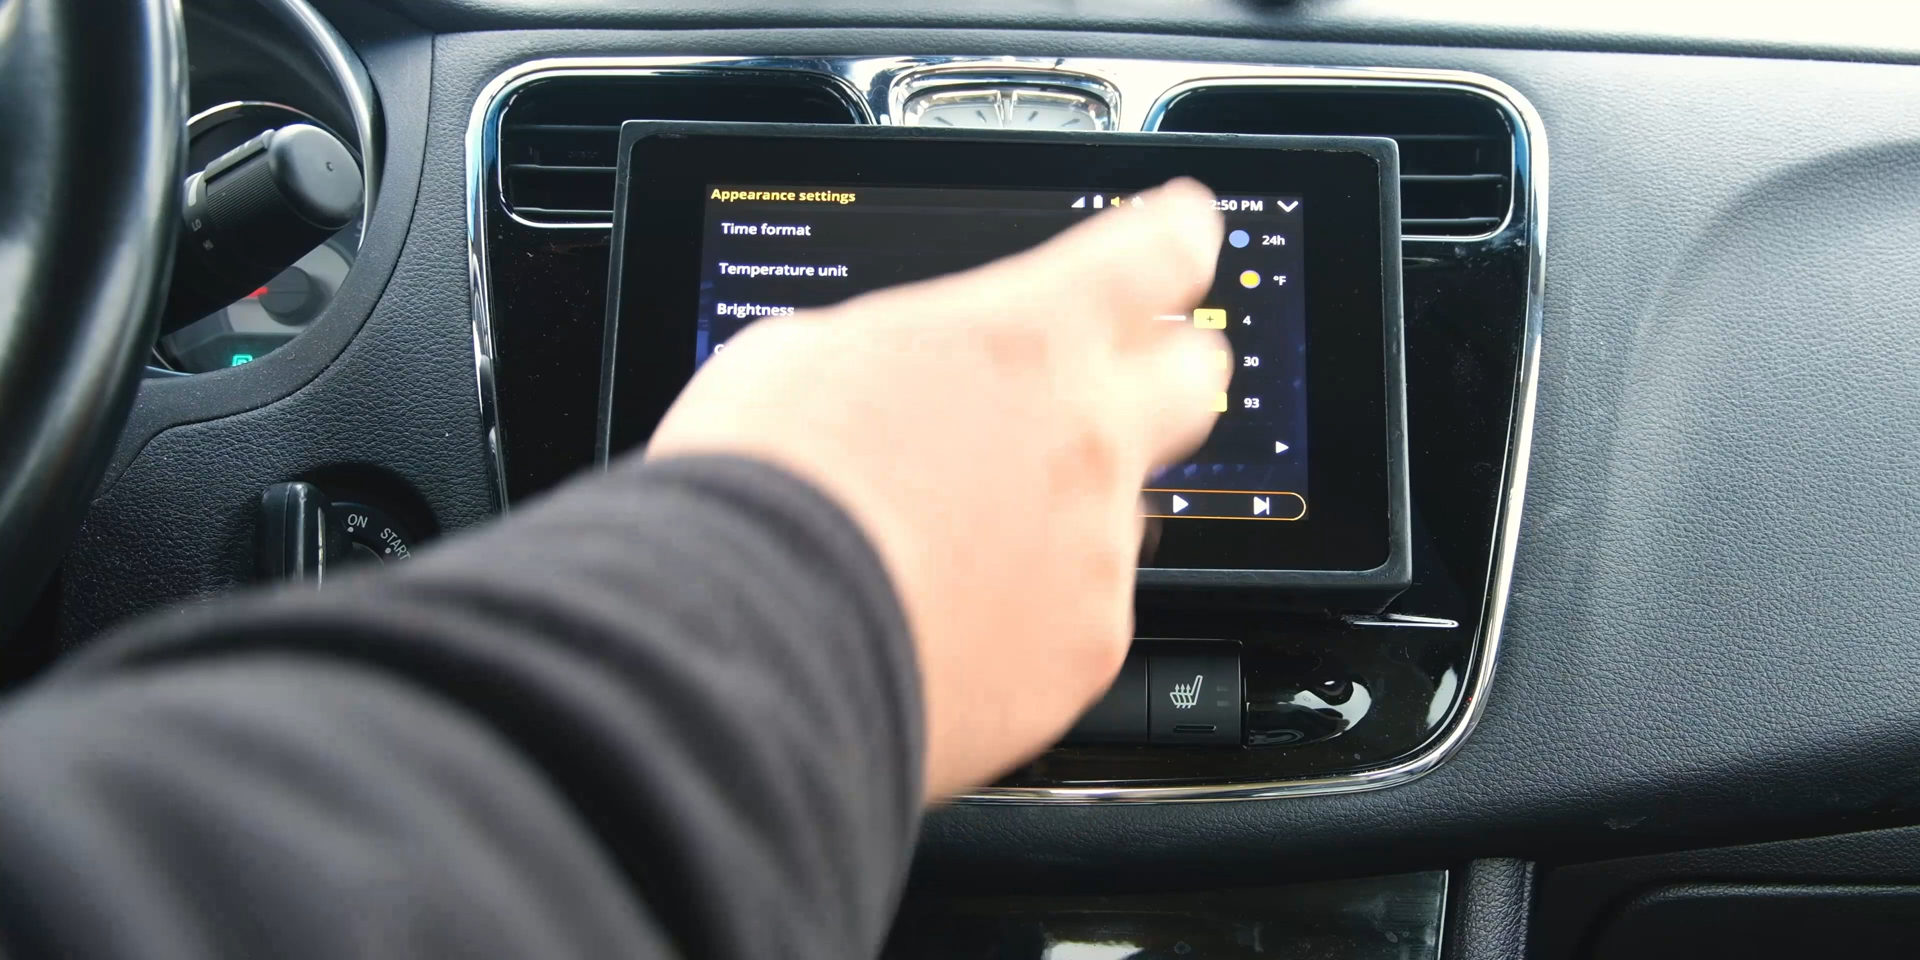 Appearance settings
2:50 PM
Time format
24h
Temperature unit
°F
Brightness
+
4
30
93
ON
START